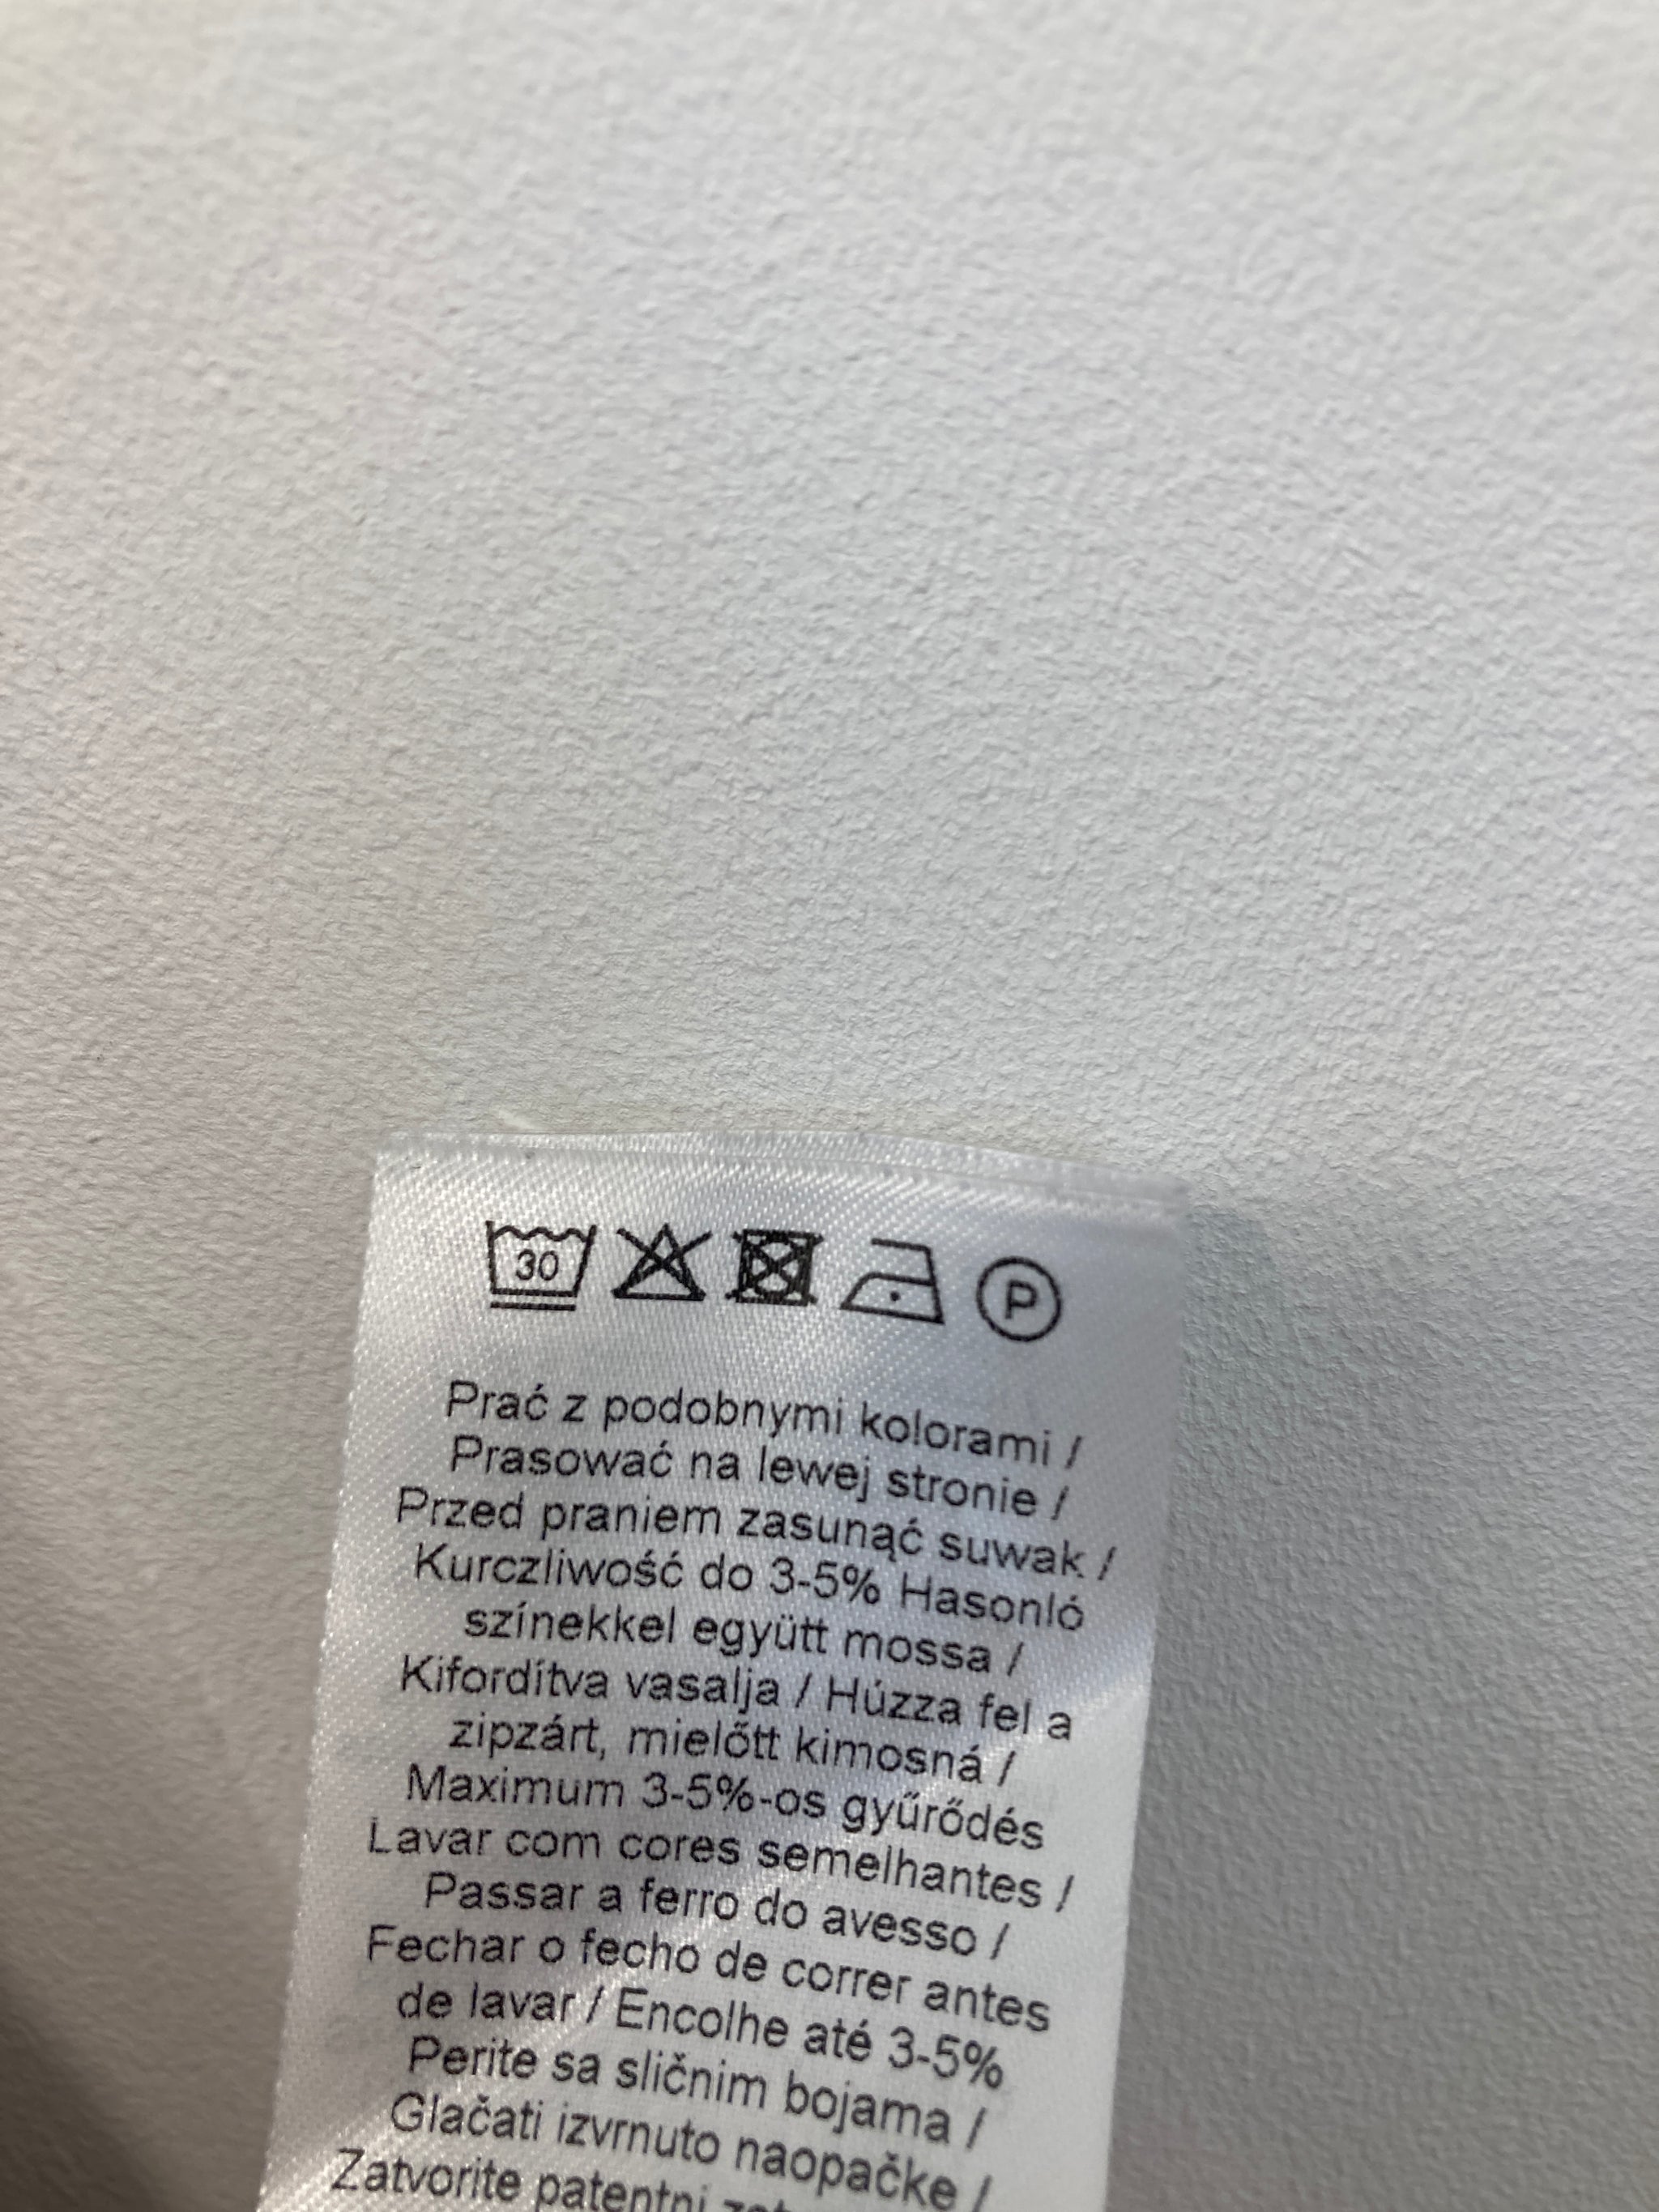 30 P
Prać z podobnymi kolorami /
Prasować na lewej stronie /
Przed praniem zasunąć suwak /
Kurczliwość do 3-5% Hasonló
színekkel együtt mossa /
Kifordítva vasalja / Húzza fel a
zipzárt, mielőtt kimosná /
Maximum 3-5%-os gyűrődés
Lavar com cores semelhantes /
Passar a ferro do avesso /
Fechar o fecho de correr antes
de lavar / Encolhe até 3-5%
Perite sa sličnim bojama /
Glačati izvrnuto naopačke /
Zatvorite patentni